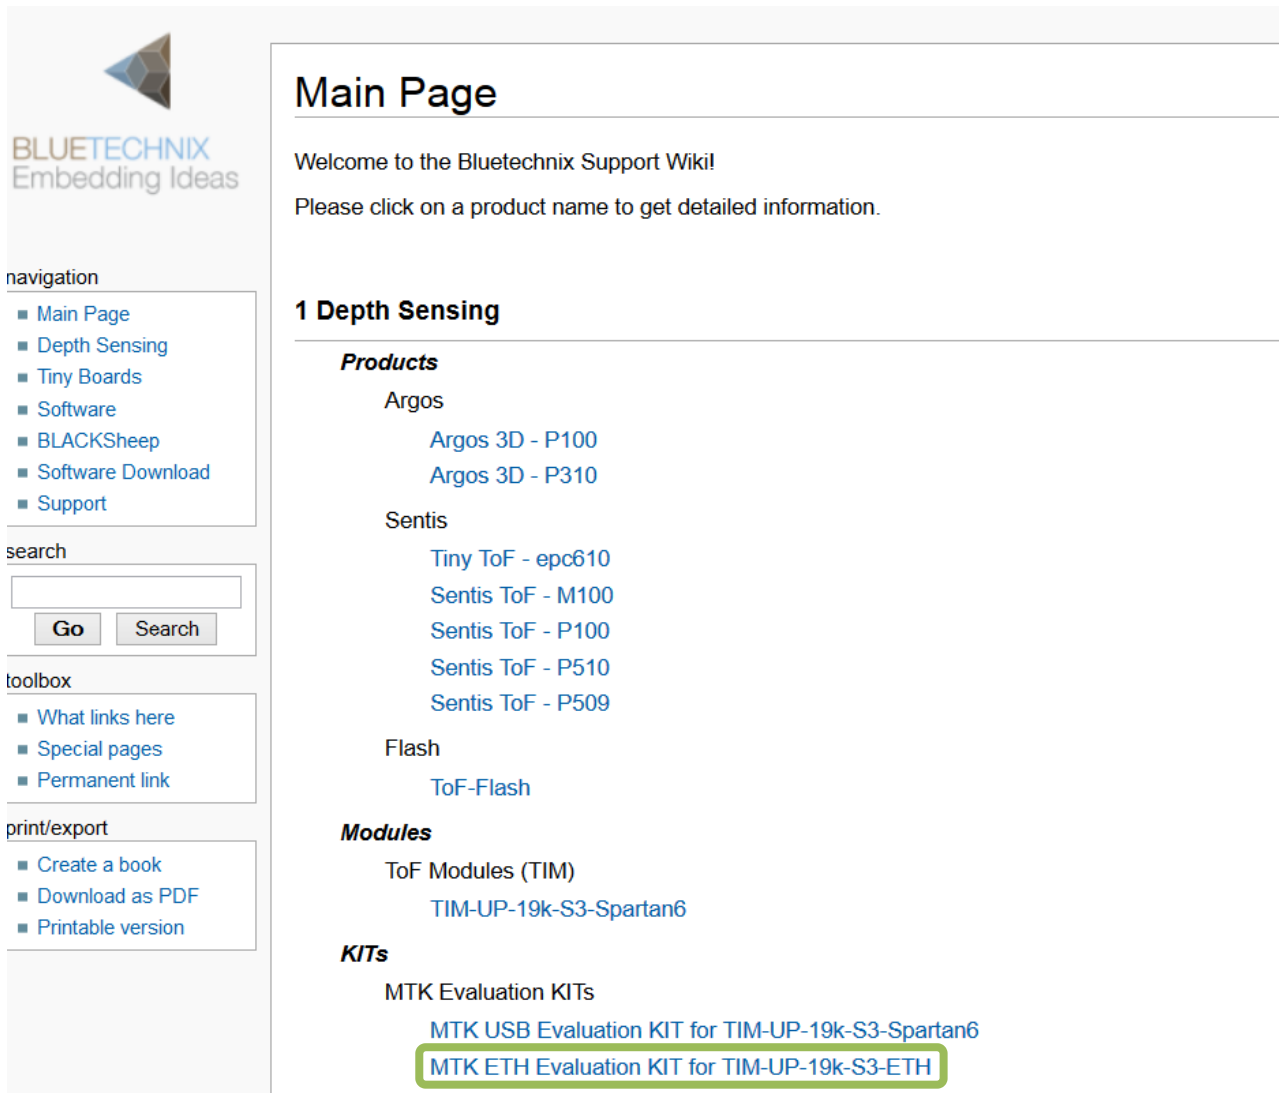 BLUETECHNIX
Embedding Ideas
navigation
Main Page
Depth Sensing
Tiny Boards
Software
BLACKSheep
Software Download
Support
search
Go Search
toolbox
What links here
Special pages
Permanent link
print/export
Create a book
Download as PDF
Printable version
Main Page
Welcome to the Bluetechnix Support Wiki!
Please click on a product name to get detailed information.
1 Depth Sensing
Products
Argos
Argos 3D - P100
Argos 3D - P310
Sentis
Tiny ToF - epc610
Sentis ToF - M100
Sentis ToF - P100
Sentis ToF - P510
Sentis ToF - P509
Flash
ToF-Flash
Modules
ToF Modules (TIM)
TIM-UP-19k-S3-Spartan6
KITs
MTK Evaluation KITs
MTK USB Evaluation KIT for TIM-UP-19k-S3-Spartan6
MTK ETH Evaluation KIT for TIM-UP-19k-S3-ETH